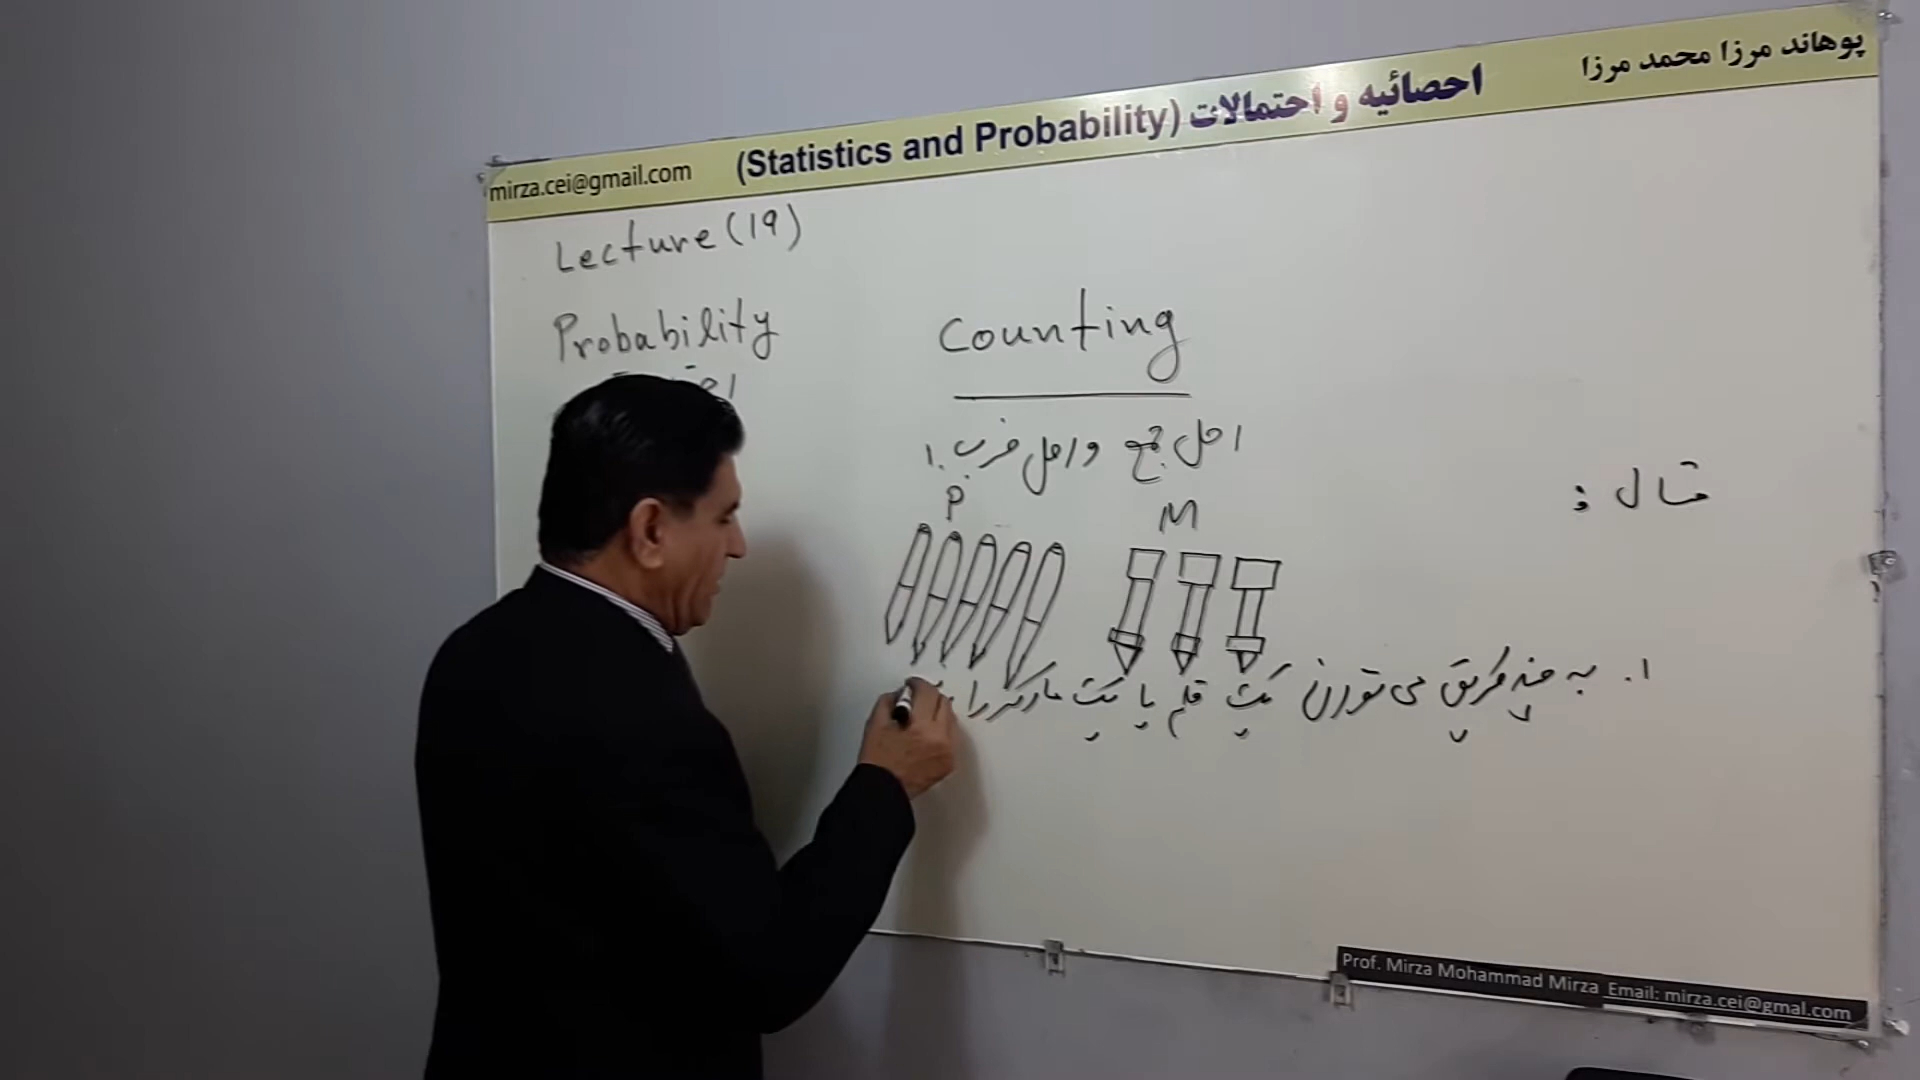 پوهاند مرزا محمد مرزا
احصائیه و احتمالات (Statistics and Probability)
mirza.cei@gmail.com
Lecture (19)
Probability
Counting
اصل جمع و اصل ضرب.
P
M
مثال:
۱. به چند طریق می توان یک قلم یا یک مارکر را
Prof. Mirza Mohammad Mirza Email: mirza.cei@gmal.com